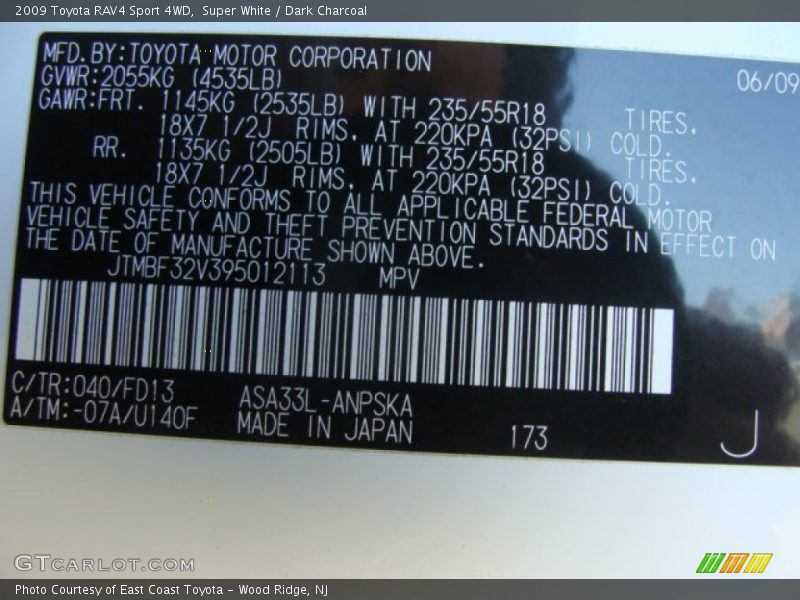 2009 Toyota RAV4 Sport 4WD,  Super White / Dark Charcoal
MFD.BY:TOYOTA MOTOR CORPORATION 06/09
GVWR:2055KG (4535LB)
GAWR:FRT. 1145KG (2535LB) WITH 235/55R18 TIRES,
18X7 1/2J RIMS, AT 220KPA (32PSI) COLD.
RR. 1135KG (2505LB) WITH 235/55R18 TIRES,
18X7 1/2J RIMS, AT 220KPA (32PSI) COLD.
THIS VEHICLE CONFORMS TO ALL APPLICABLE FEDERAL MOTOR
VEHICLE SAFETY AND THEFT PREVENTION STANDARDS IN EFFECT ON
THE DATE OF MANUFACTURE SHOWN ABOVE.
JTMBF32V395012113 MPV
C/TR:040/FD13 ASA33L-ANPSKA
A/TM:-07A/U140F MADE IN JAPAN 173 J
GTCARLOT.COM
Photo Courtesy of East Coast Toyota - Wood Ridge, NJ